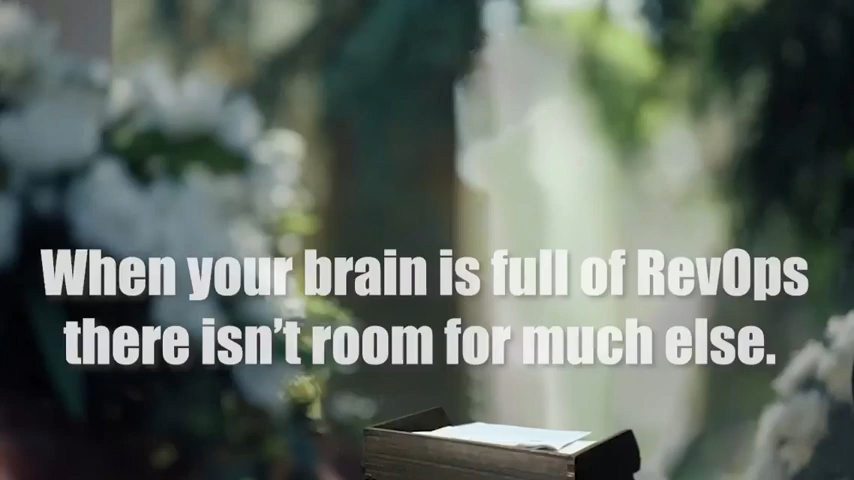 When your brain is full of RevOps
there isn’t room for much else.